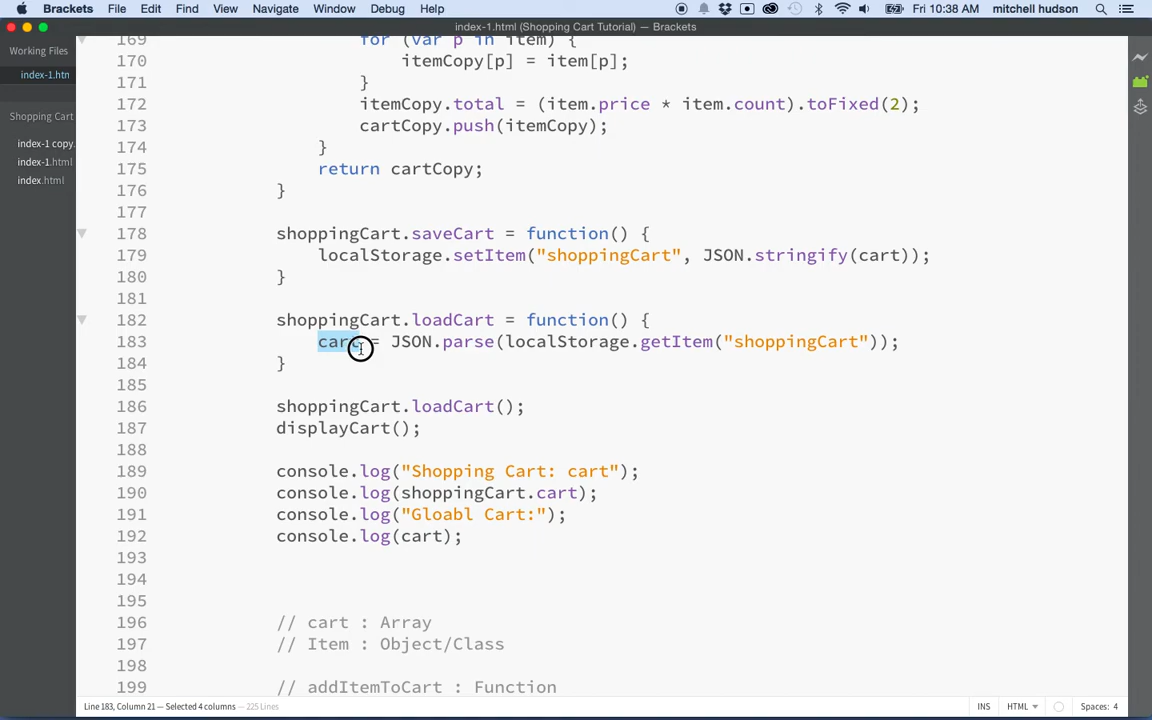 Brackets File Edit Find View Navigate Window Debug Help Fri 10:38 AM mitchell hudson
index-1.html (Shopping Cart Tutorial) — Brackets
Working Files
index-1.htn
Shopping Cart
index-1 copy.
index-1.html
index.html
169 for (var p in item) {
170 itemCopy[p] = item[p];
171 }
172 itemCopy.total = (item.price * item.count).toFixed(2);
173 cartCopy.push(itemCopy);
174 }
175 return cartCopy;
176 }
177
178 shoppingCart.saveCart = function() {
179 localStorage.setItem("shoppingCart", JSON.stringify(cart));
180 }
181
182 shoppingCart.loadCart = function() {
183 cart = JSON.parse(localStorage.getItem("shoppingCart"));
184 }
185
186 shoppingCart.loadCart();
187 displayCart();
188
189 console.log("Shopping Cart: cart");
190 console.log(shoppingCart.cart);
191 console.log("Gloabl Cart:");
192 console.log(cart);
193
194
195
196 // cart : Array
197 // Item : Object/Class
198
199 // addItemToCart : Function
Line 183, Column 21 — Selected 4 columns — 225 Lines INS HTML Spaces: 4